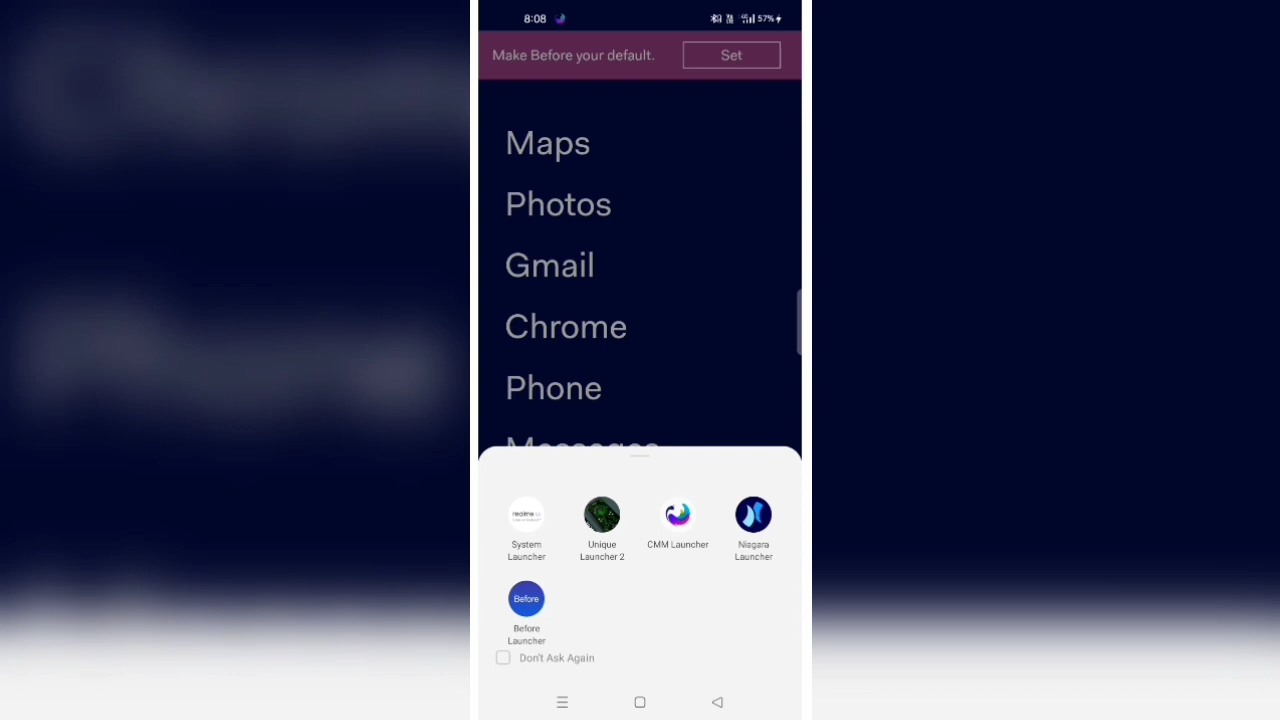 8:08
57%
Make Before your default.
Set
Maps
Photos
Gmail
Chrome
Phone
Messages
System
Launcher
Unique
Launcher 2
CMM Launcher
Niagara
Launcher
Before
Before
Launcher
Don't Ask Again